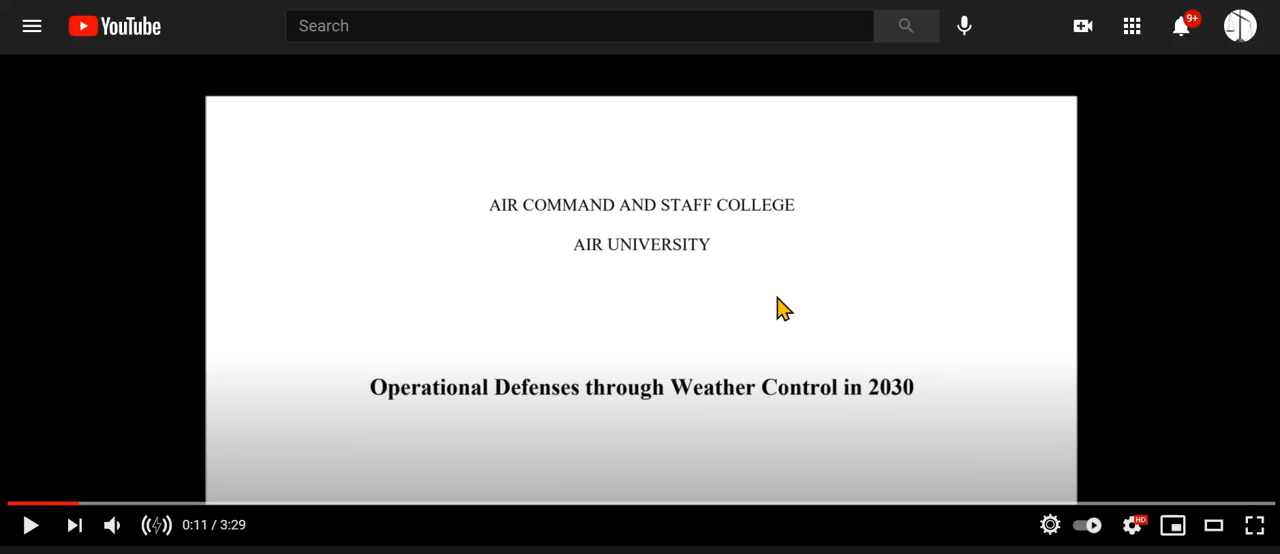 YouTube
Search
9+
AIR COMMAND AND STAFF COLLEGE
AIR UNIVERSITY
Operational Defenses through Weather Control in 2030
0:11 / 3:29
HD